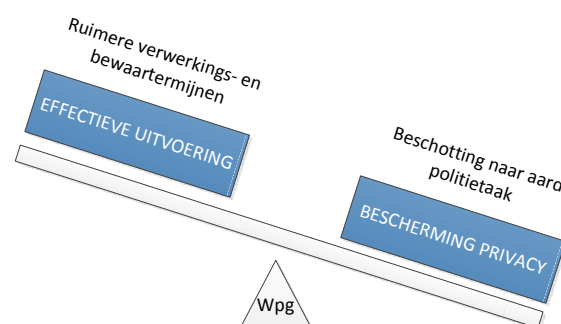 Ruimere verwerkings- en
bewaartermijnen
EFFECTIEVE UITVOERING
Beschotting naar aard
politietaak
BESCHERMING PRIVACY
Wpg